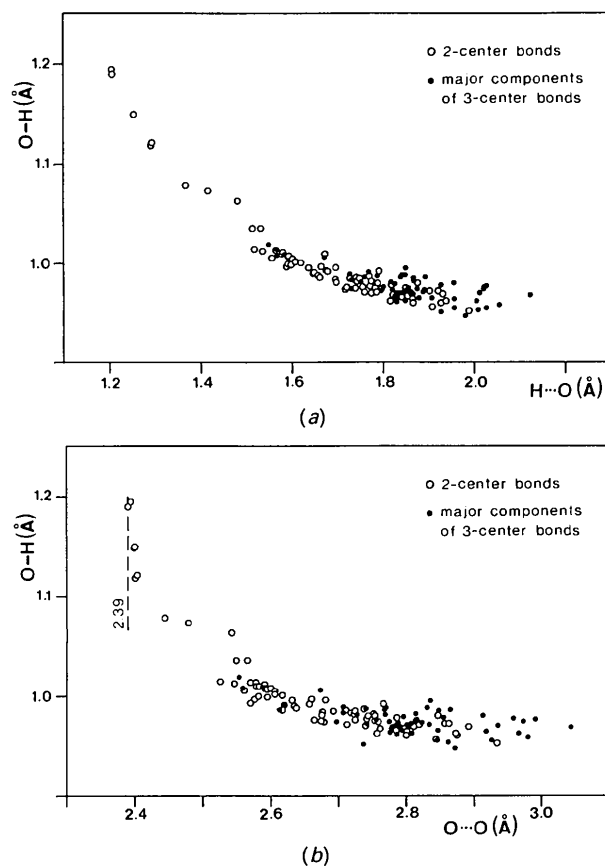 1.2
1.1
1.0
O–H (Å)
○ 2-center bonds
● major components
of 3-center bonds
1.2 1.4 1.6 1.8 2.0
H···O (Å)
(a)
1.2
1.1
1.0
O–H (Å)
2.39
○ 2-center bonds
● major components
of 3-center bonds
2.4 2.6 2.8 3.0
O···O (Å)
(b)